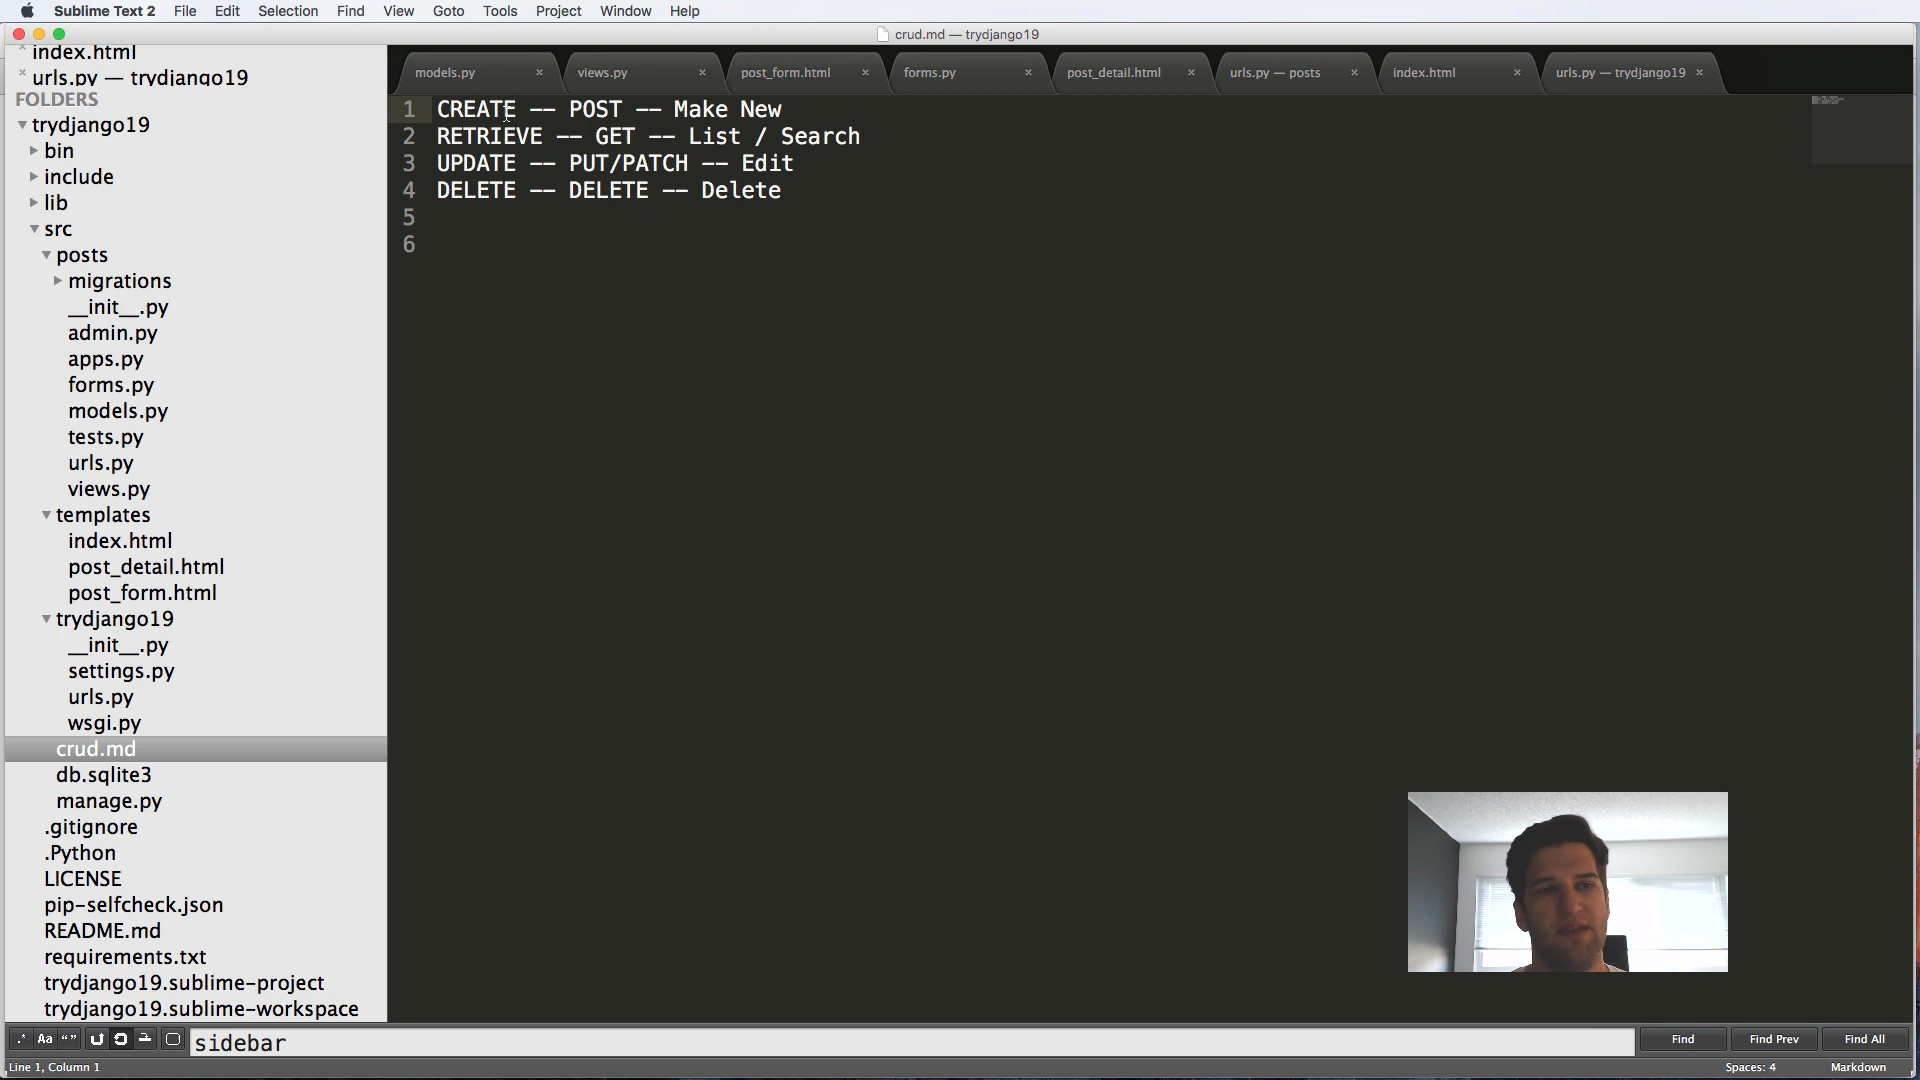 Sublime Text 2 File Edit Selection Find View Goto Tools Project Window Help
crud.md — trydjango19
index.html
urls.py — trydjango19
FOLDERS
trydjango19
bin
include
lib
src
posts
migrations
__init__.py
admin.py
apps.py
forms.py
models.py
tests.py
urls.py
views.py
templates
index.html
post_detail.html
post_form.html
trydjango19
__init__.py
settings.py
urls.py
wsgi.py
crud.md
db.sqlite3
manage.py
.gitignore
.Python
LICENSE
pip-selfcheck.json
README.md
requirements.txt
trydjango19.sublime-project
trydjango19.sublime-workspace
models.py × views.py × post_form.html × forms.py × post_detail.html × urls.py — posts × index.html × urls.py — trydjango19 ×
1 CREATE -- POST -- Make New
2 RETRIEVE -- GET -- List / Search
3 UPDATE -- PUT/PATCH -- Edit
4 DELETE -- DELETE -- Delete
5
6
.* Aa “” sidebar Find Find Prev Find All
Line 1, Column 1 Spaces: 4 Markdown